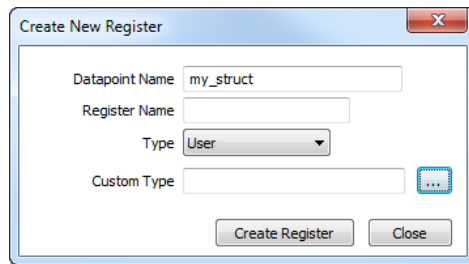 Create New Register
Datapoint Name my_struct
Register Name
Type User
Custom Type ...
Create Register Close